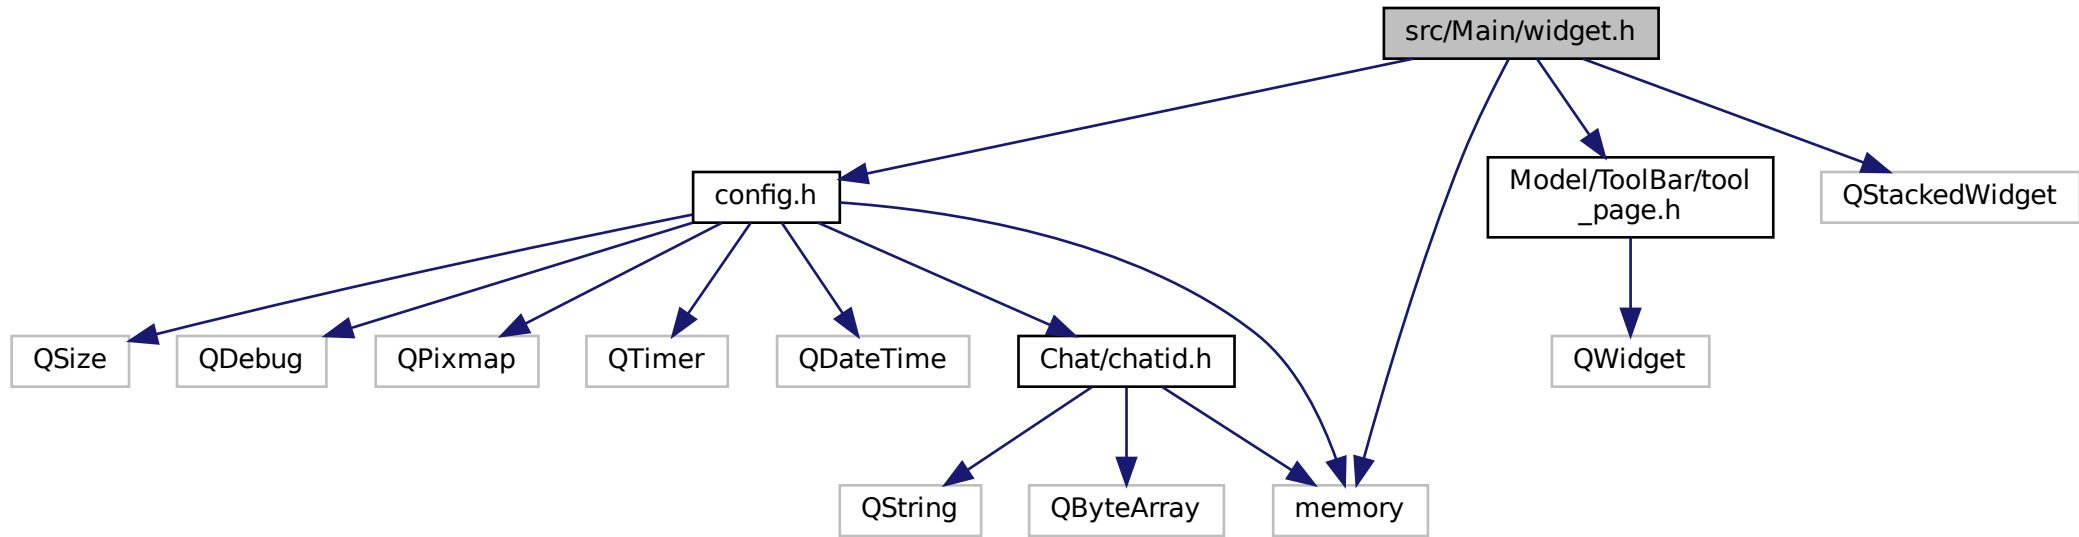 src/Main/widget.h
config.h
Model/ToolBar/tool
_page.h
QStackedWidget
QSize
QDebug
QPixmap
QTimer
QDateTime
Chat/chatid.h
QWidget
QString
QByteArray
memory